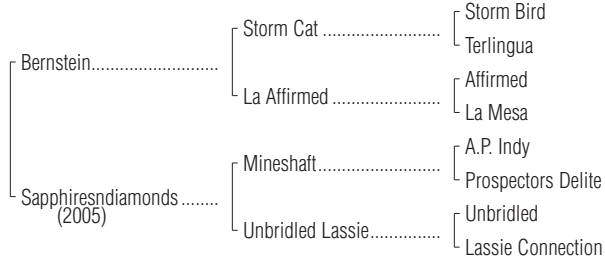 Storm Bird
Storm Cat ..........................
Terlingua
Bernstein............................
Affirmed
La Affirmed ........................
La Mesa
A.P. Indy
Mineshaft...........................
Prospectors Delite
Sapphiresndiamonds ........
(2005)
Unbridled
Unbridled Lassie...............
Lassie Connection